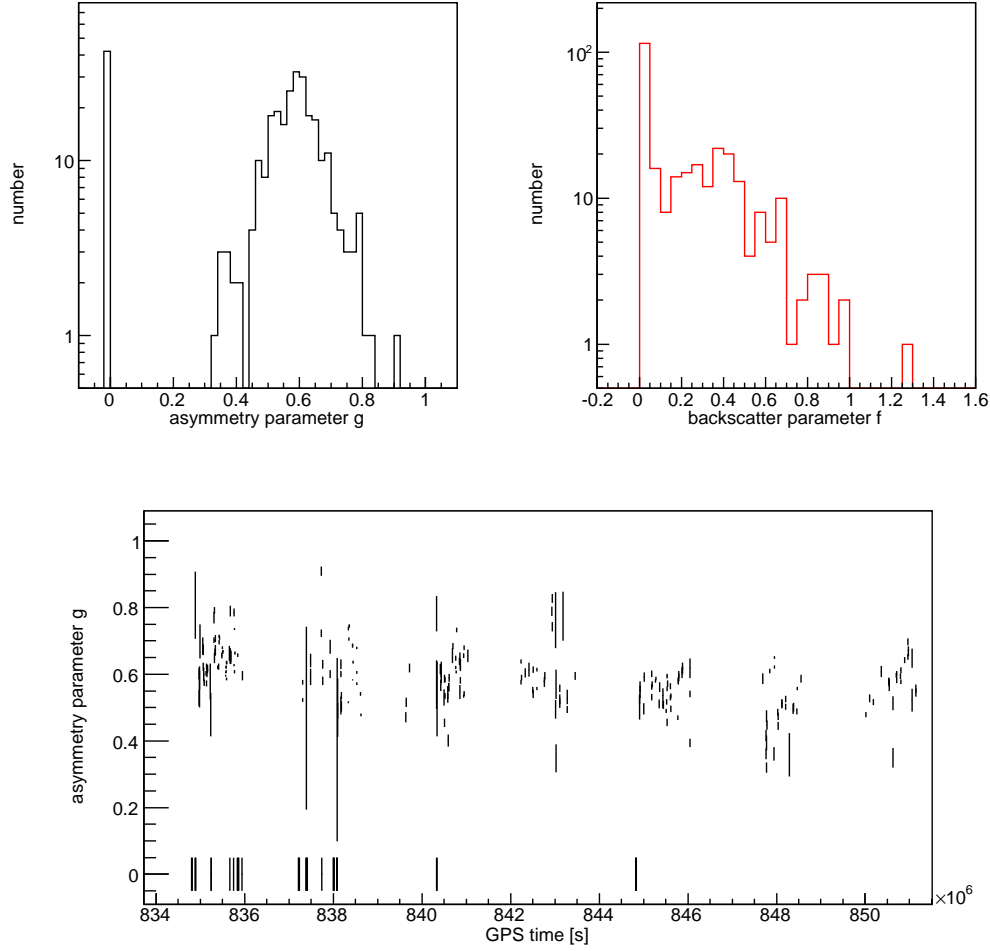 number
10
1
0 0.2 0.4 0.6 0.8 1
asymmetry parameter g
number
10²
10
1
-0.2 0 0.2 0.4 0.6 0.8 1 1.2 1.4 1.6
backscatter parameter f
asymmetry parameter g
1
0.8
0.6
0.4
0.2
0
834 836 838 840 842 844 846 848 850
×10⁶
GPS time [s]